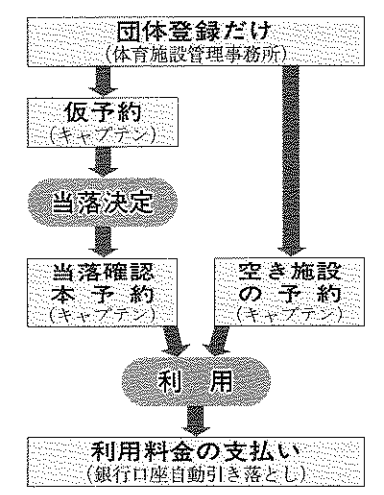 団体登録だけ
(体育施設管理事務所)
仮予約
(キャプテン)
当落決定
当落確認
本予約
(キャプテン)
空き施設
の予約
(キャプテン)
利用
利用料金の支払い
(銀行口座自動引き落とし)